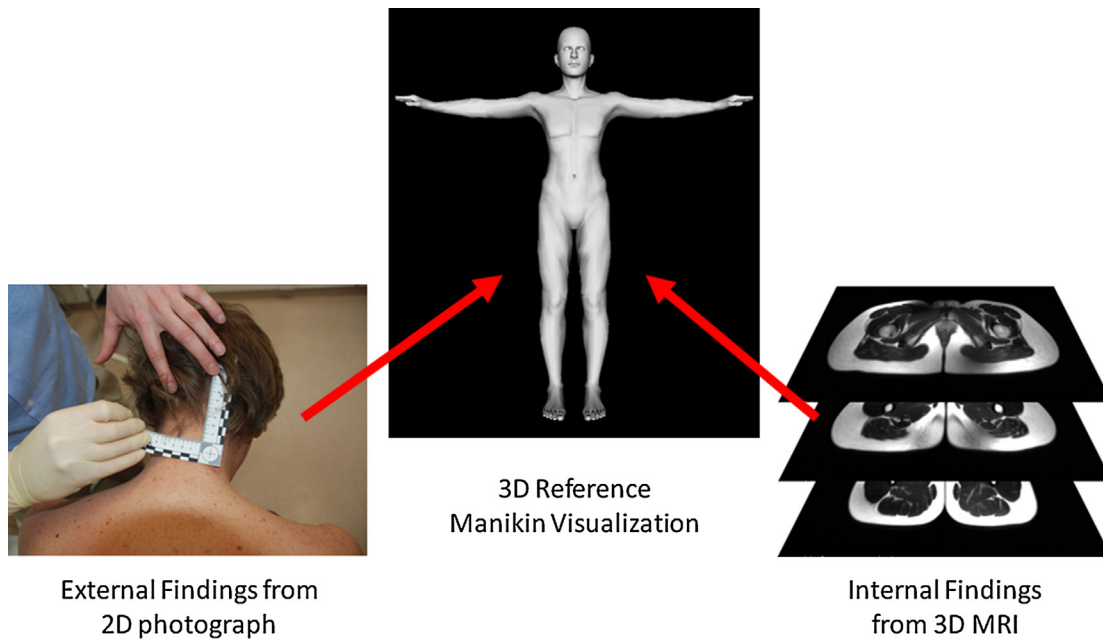 3D Reference
Manikin Visualization
External Findings from
2D photograph
Internal Findings
from 3D MRI